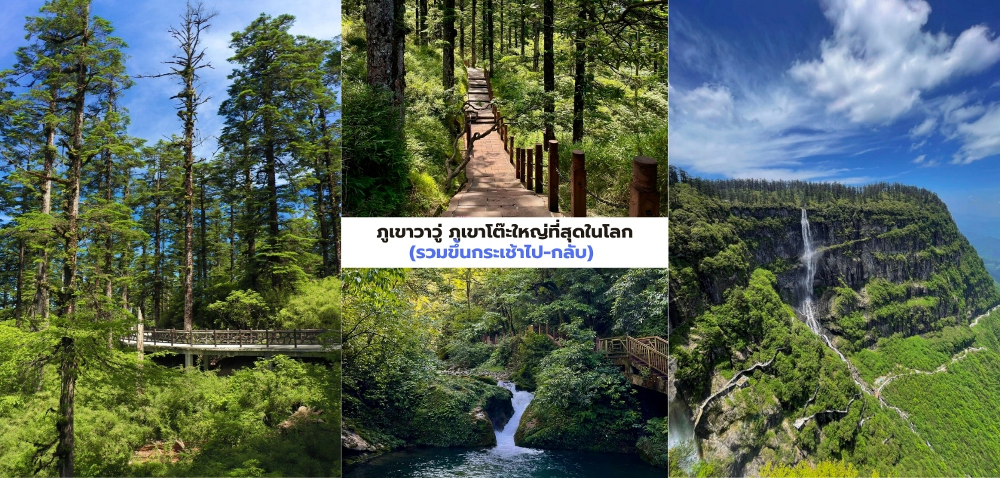 ภูเขาวาวู่ ภูเขาโต๊ะใหญ่ที่สุดในโลก
(รวมขึ้นกระเช้าไป-กลับ)